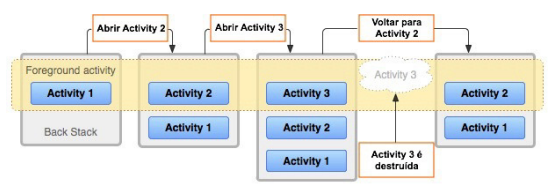 Abrir Activity 2
Abrir Activity 3
Voltar para
Activity 2
Foreground activity
Activity 1
Back Stack
Activity 2
Activity 1
Activity 3
Activity 2
Activity 1
Activity 3
Activity 3 é
destruída
Activity 2
Activity 1